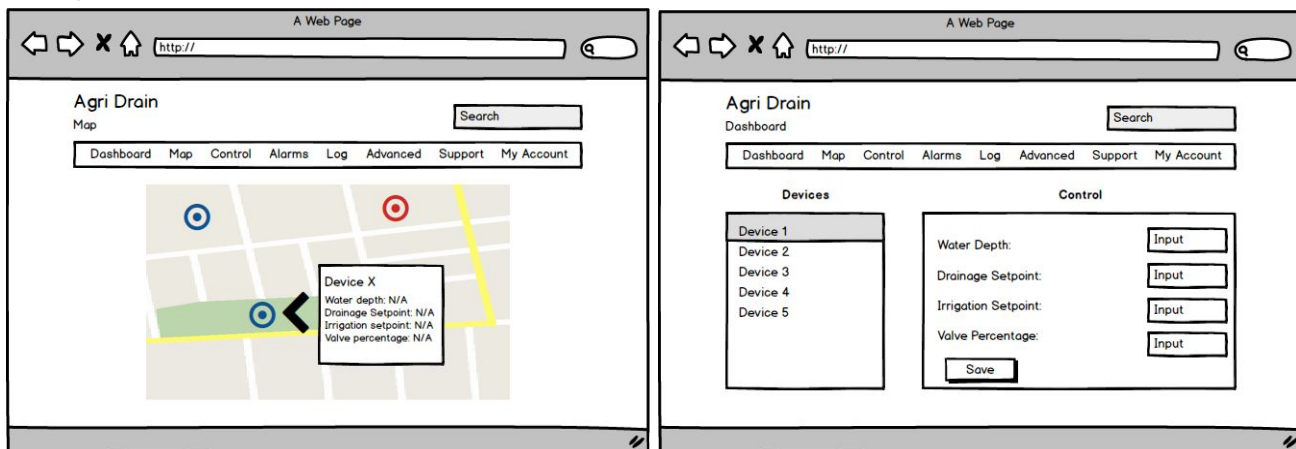 A Web Page
http://
Agri Drain
Map
Search
Dashboard Map Control Alarms Log Advanced Support My Account
Device X
Water depth: N/A
Drainage Setpoint: N/A
Irrigation setpoint: N/A
Valve percentage: N/A
A Web Page
http://
Agri Drain
Dashboard
Search
Dashboard Map Control Alarms Log Advanced Support My Account
Devices
Device 1
Device 2
Device 3
Device 4
Device 5
Control
Water Depth: Input
Drainage Setpoint: Input
Irrigation Setpoint: Input
Valve Percentage: Input
Save